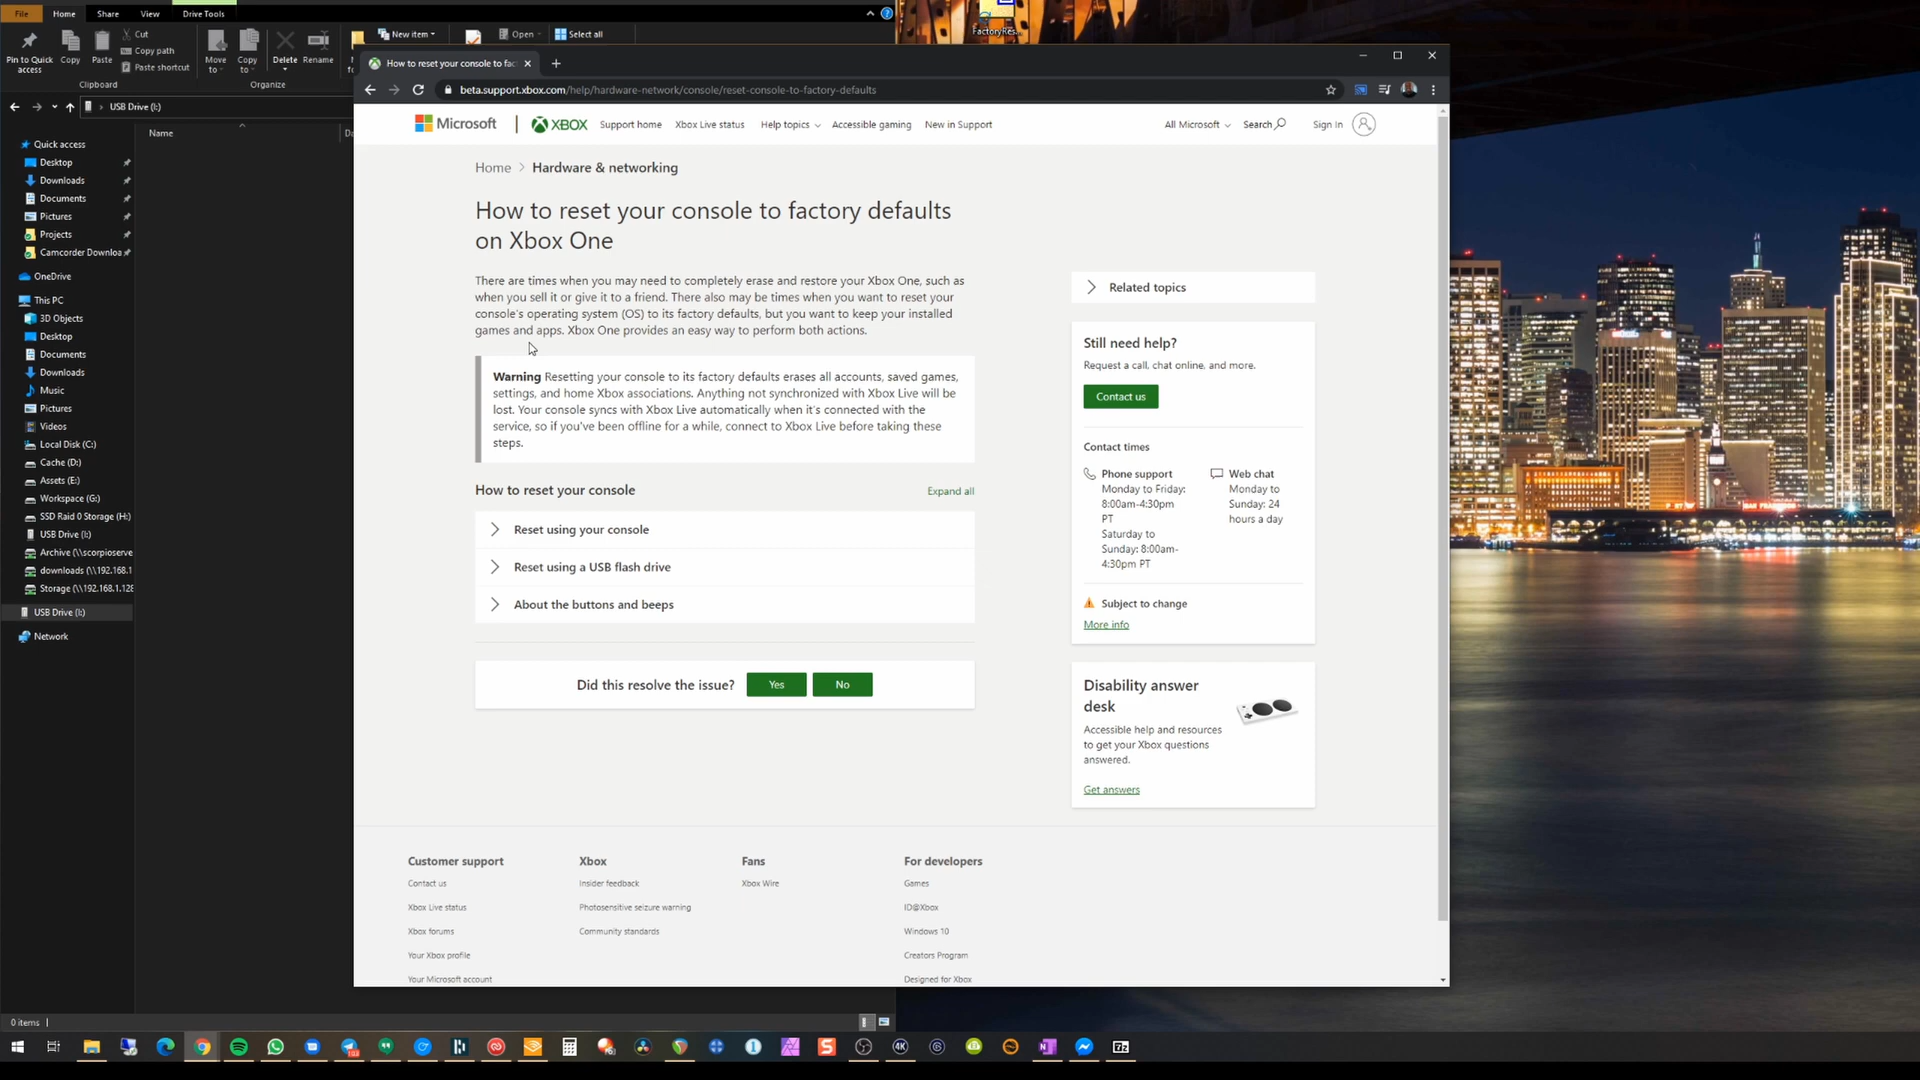 File
Home
Share
View
Drive Tools
Pin to Quick
access
Copy
Paste
Cut
Copy path
Paste shortcut
Clipboard
Move
to
Copy
to
Delete
Rename
Organize
New item
Open
Select all
FactoryRes...
USB Drive (I:)
Name
Quick access
Desktop
Downloads
Documents
Pictures
Projects
Camcorder Downloa
OneDrive
This PC
3D Objects
Desktop
Documents
Downloads
Music
Pictures
Videos
Local Disk (C:)
Cache (D:)
Assets (E:)
Workspace (G:)
SSD Raid 0 Storage (H:)
USB Drive (I:)
Archive (\\scorpioserve
downloads (\\192.168.1
Storage (\\192.168.1.128
USB Drive (I:)
Network
0 items
How to reset your console to fac
beta.support.xbox.com/help/hardware-network/console/reset-console-to-factory-defaults
Microsoft
XBOX
Support home
Xbox Live status
Help topics
Accessible gaming
New in Support
All Microsoft
Search
Sign In
Home > Hardware & networking
How to reset your console to factory defaults
on Xbox One
There are times when you may need to completely erase and restore your Xbox One, such as
when you sell it or give it to a friend. There also may be times when you want to reset your
console's operating system (OS) to its factory defaults, but you want to keep your installed
games and apps. Xbox One provides an easy way to perform both actions.
Warning Resetting your console to its factory defaults erases all accounts, saved games,
settings, and home Xbox associations. Anything not synchronized with Xbox Live will be
lost. Your console syncs with Xbox Live automatically when it's connected with the
service, so if you've been offline for a while, connect to Xbox Live before taking these
steps.
How to reset your console
Expand all
Reset using your console
Reset using a USB flash drive
About the buttons and beeps
Did this resolve the issue?
Yes
No
Related topics
Still need help?
Request a call, chat online, and more.
Contact us
Contact times
Phone support
Monday to Friday:
8:00am-4:30pm
PT
Saturday to
Sunday: 8:00am-
4:30pm PT
Web chat
Monday to
Sunday: 24
hours a day
Subject to change
More info
Disability answer
desk
Accessible help and resources
to get your Xbox questions
answered.
Get answers
Customer support
Contact us
Xbox Live status
Xbox forums
Your Xbox profile
Your Microsoft account
Xbox
Insider feedback
Photosensitive seizure warning
Community standards
Fans
Xbox Wire
For developers
Games
ID@Xbox
Windows 10
Creators Program
Designed for Xbox